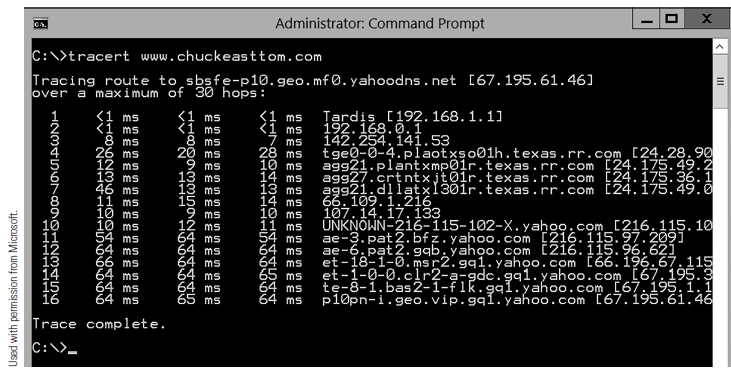 Administrator: Command Prompt
C:\>tracert www.chuckeasttom.com
Tracing route to sbsfe-p10.geo.mf0.yahoodns.net [67.195.61.46]
over a maximum of 30 hops:
1 <1 ms <1 ms <1 ms Tardis [192.168.1.1]
2 <1 ms <1 ms <1 ms 192.168.0.1
3 8 ms 8 ms 7 ms 142.254.141.53
4 26 ms 20 ms 28 ms tge0-0-4.plaotxso01h.texas.rr.com [24.28.90
5 12 ms 9 ms 10 ms agg21.plantxmp01r.texas.rr.com [24.175.49.2
6 13 ms 13 ms 14 ms agg27.crtntxjt01r.texas.rr.com [24.175.36.1
7 46 ms 13 ms 13 ms agg21.dllatxl301r.texas.rr.com [24.175.49.0
8 11 ms 15 ms 14 ms 66.109.1.216
9 10 ms 9 ms 10 ms 107.14.17.133
10 10 ms 12 ms 11 ms UNKNOWN-216-115-102-X.yahoo.com [216.115.10
11 54 ms 64 ms 54 ms ae-3.pat2.bfz.yahoo.com [216.115.97.209]
12 64 ms 64 ms 64 ms ae-6.pat2.gqb.yahoo.com [216.115.96.62]
13 66 ms 64 ms 64 ms et-18-1-0.msr2.gq1.yahoo.com [66.196.67.115
14 64 ms 64 ms 65 ms et-1-0-0.clr2-a-gdc.gq1.yahoo.com [67.195.3
15 64 ms 64 ms 64 ms te-8-1.bas2-1-flk.gq1.yahoo.com [67.195.1.1
16 64 ms 65 ms 64 ms p10pn-i.geo.vip.gq1.yahoo.com [67.195.61.46
Trace complete.
C:\>_
Used with permission from Microsoft.